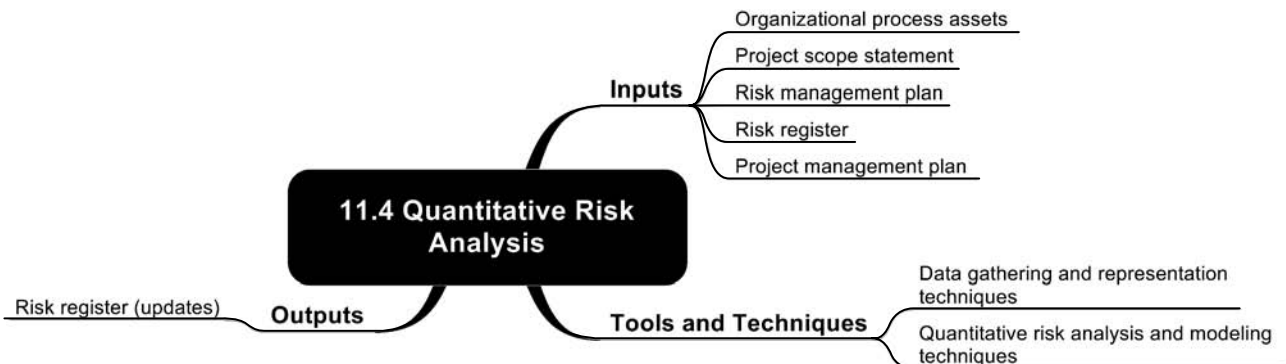 Organizational process assets
Project scope statement
Inputs
Risk management plan
Risk register
Project management plan
11.4 Quantitative Risk
Analysis
Data gathering and representation
techniques
Risk register (updates)
Outputs
Tools and Techniques
Quantitative risk analysis and modeling
techniques